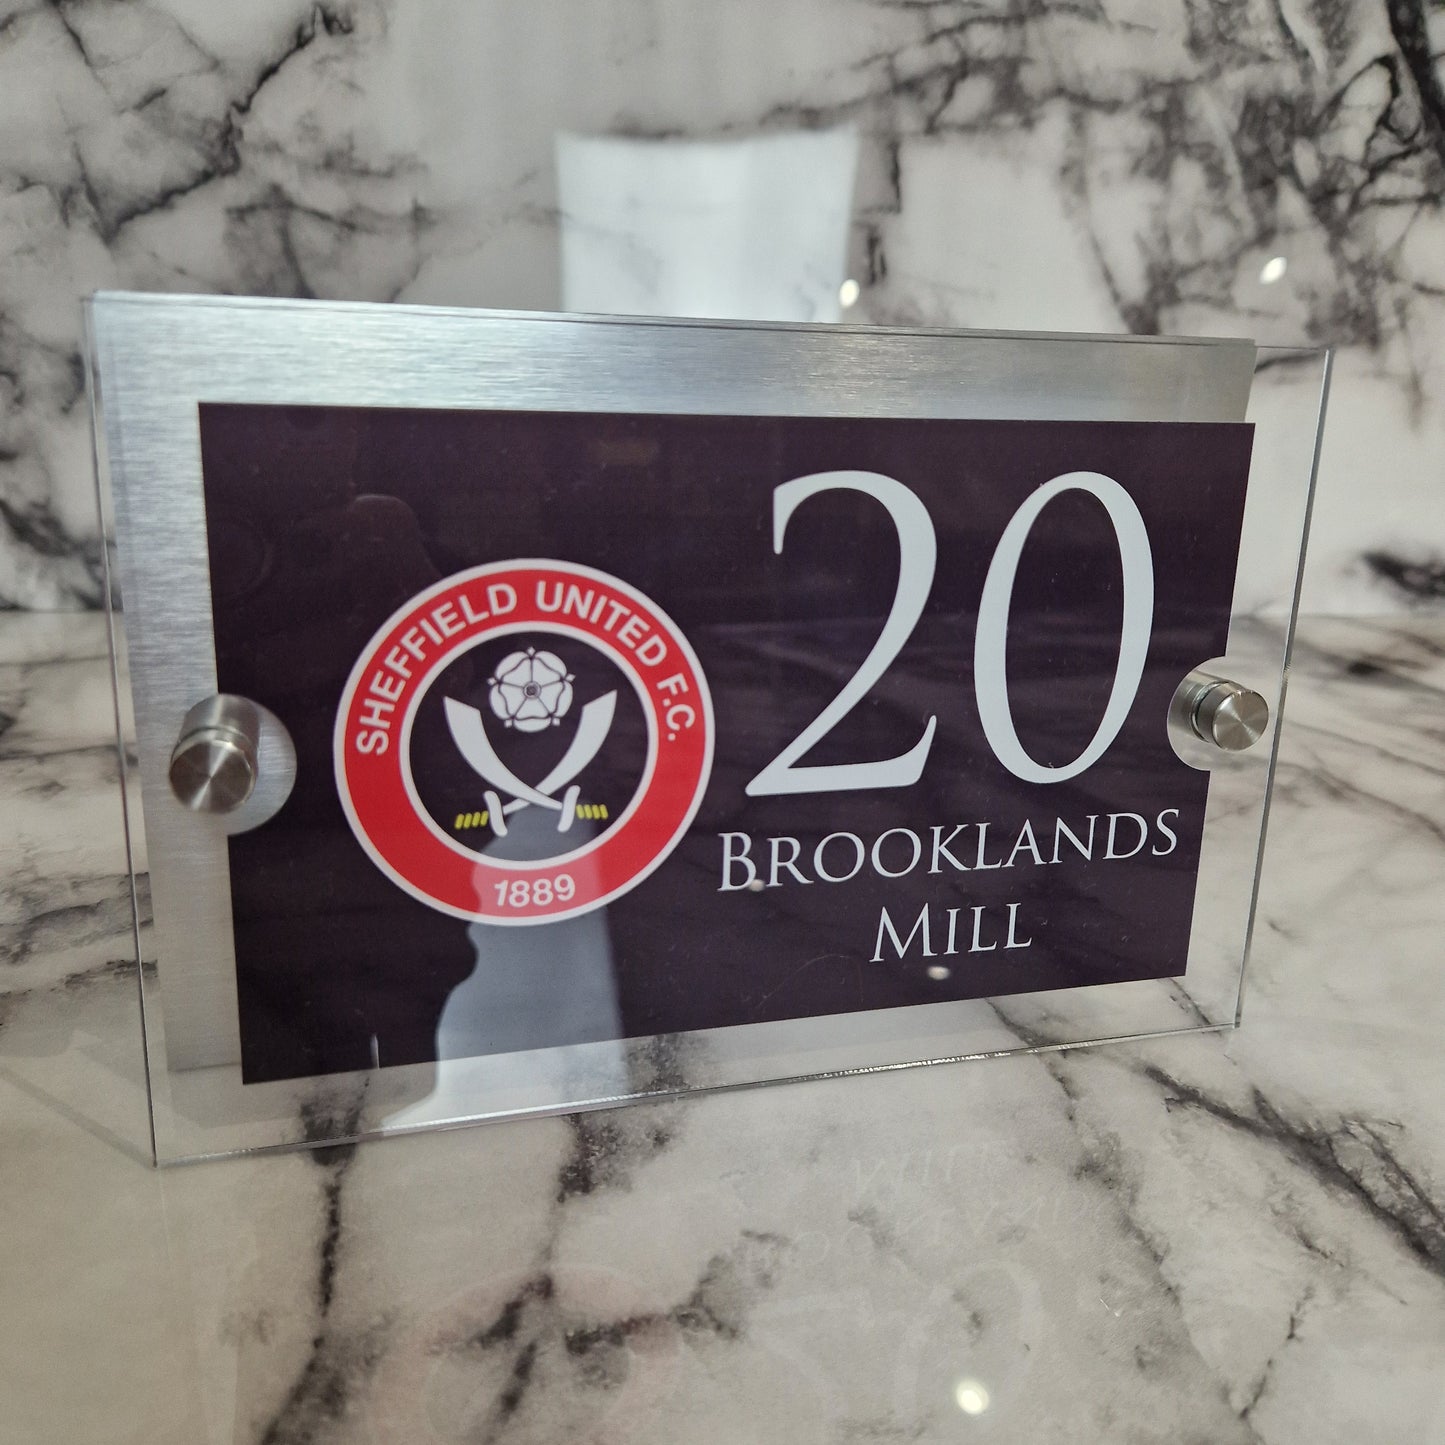 SHEFFIELD UNITED F.C.
1889
20
BROOKLANDS
MILL